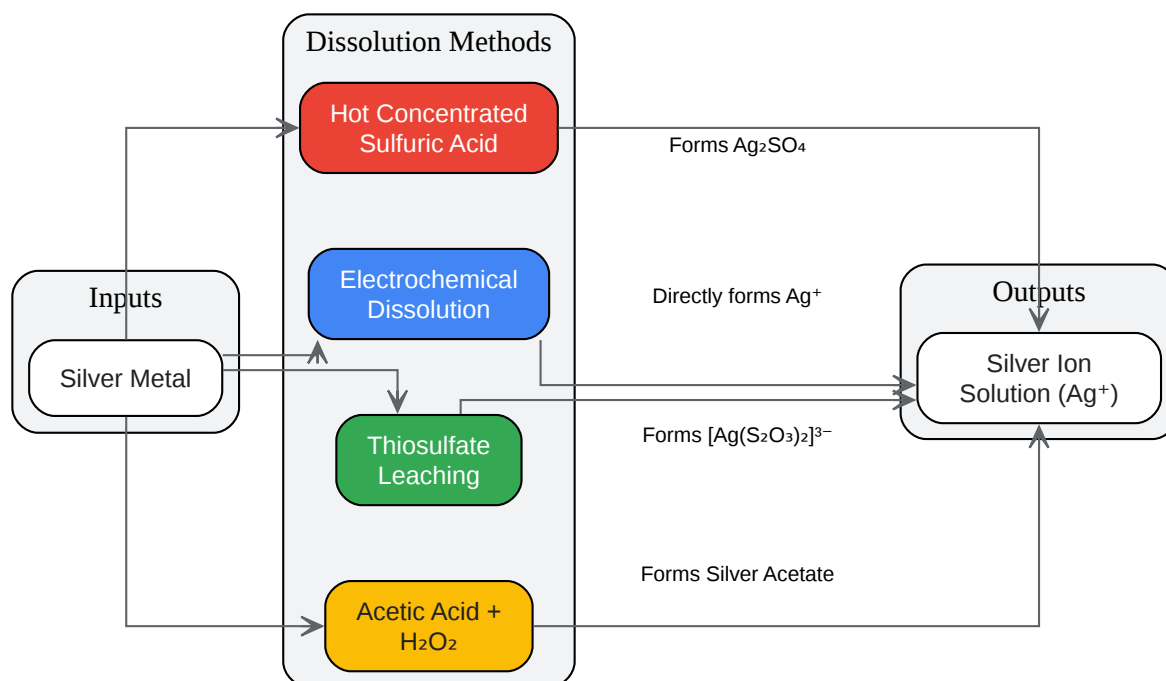 Dissolution Methods
Hot Concentrated
Sulfuric Acid
Forms Ag₂SO₄
Electrochemical
Dissolution
Directly forms Ag⁺
Inputs
Silver Metal
Outputs
Silver Ion
Solution (Ag⁺)
Thiosulfate
Leaching
Forms [Ag(S₂O₃)₂]³⁻
Forms Silver Acetate
Acetic Acid +
H₂O₂